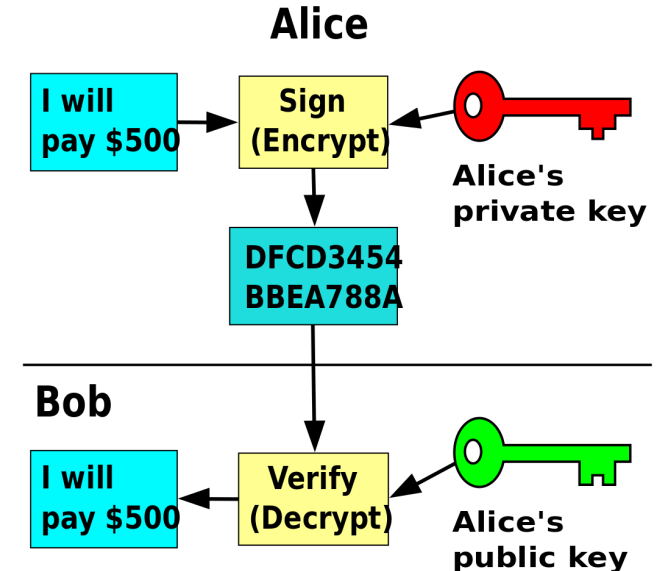 Alice
I will
pay $500
Sign
(Encrypt)
Alice's
private key
DFCD3454
BBEA788A
Bob
I will
pay $500
Verify
(Decrypt)
Alice's
public key